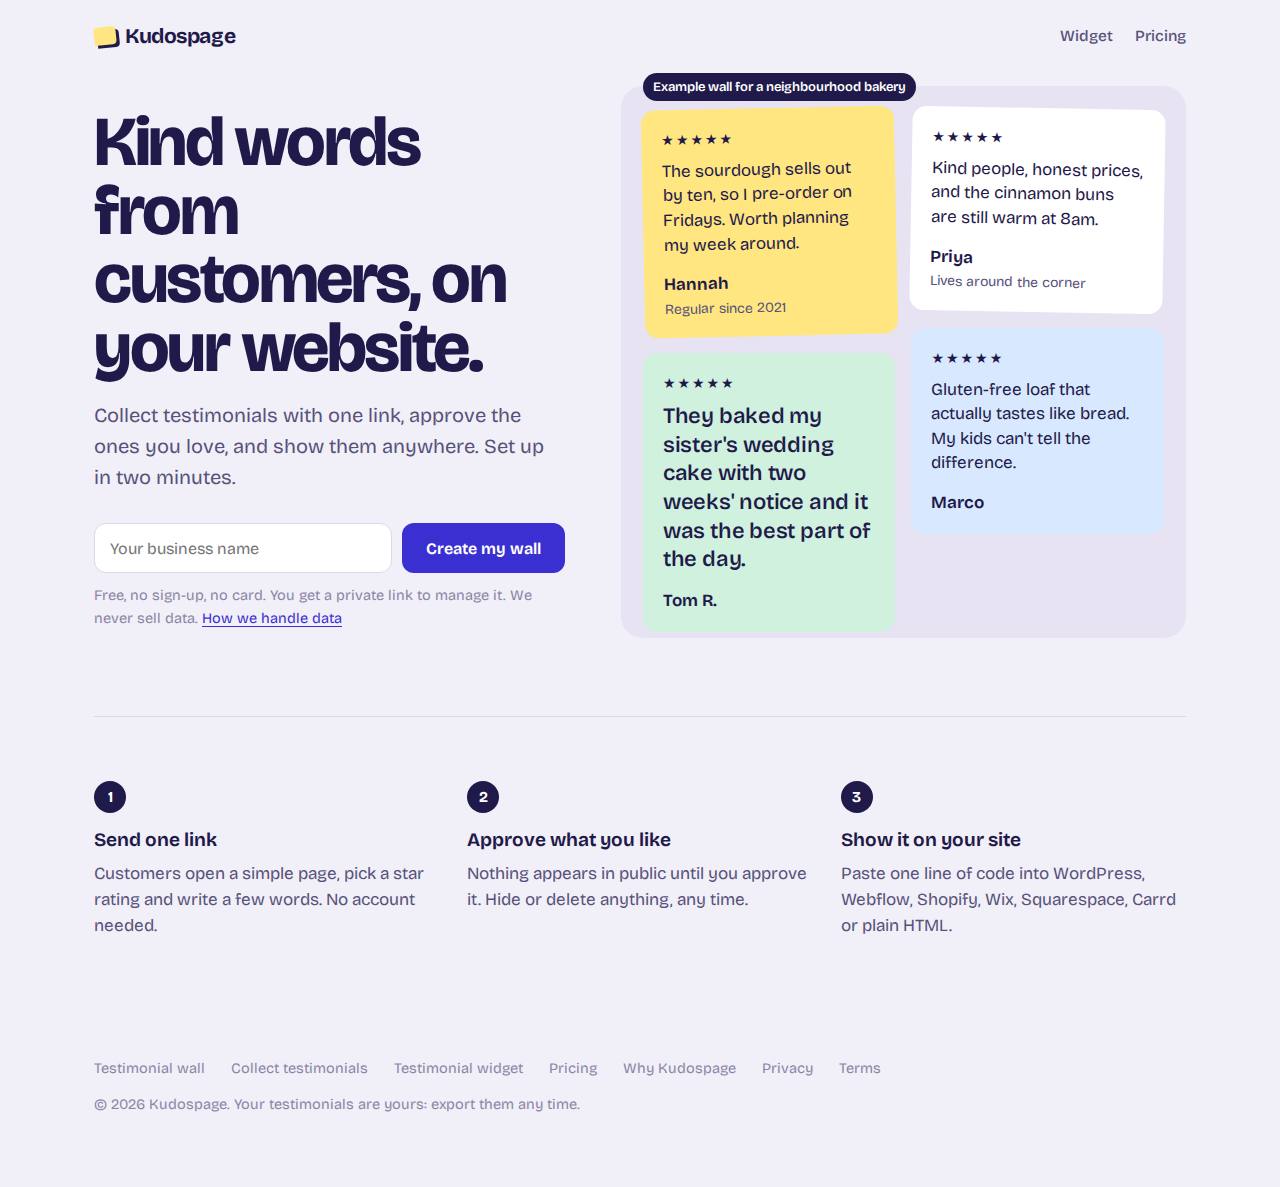 Kudospage
Widget
Pricing
Kind words
from
customers, on
your website.
Collect testimonials with one link, approve the
ones you love, and show them anywhere. Set up
in two minutes.
Your business name
Create my wall
Free, no sign-up, no card. You get a private link to manage it. We
never sell data. How we handle data
Example wall for a neighbourhood bakery
★★★★★
The sourdough sells out
by ten, so I pre-order on
Fridays. Worth planning
my week around.
Hannah
Regular since 2021
★★★★★
Kind people, honest prices,
and the cinnamon buns
are still warm at 8am.
Priya
Lives around the corner
★★★★★
They baked my
sister's wedding
cake with two
weeks' notice and it
was the best part of
the day.
Tom R.
★★★★★
Gluten-free loaf that
actually tastes like bread.
My kids can't tell the
difference.
Marco
1
Send one link
Customers open a simple page, pick a star
rating and write a few words. No account
needed.
2
Approve what you like
Nothing appears in public until you approve
it. Hide or delete anything, any time.
3
Show it on your site
Paste one line of code into WordPress,
Webflow, Shopify, Wix, Squarespace, Carrd
or plain HTML.
Testimonial wall
Collect testimonials
Testimonial widget
Pricing
Why Kudospage
Privacy
Terms
© 2026 Kudospage. Your testimonials are yours: export them any time.